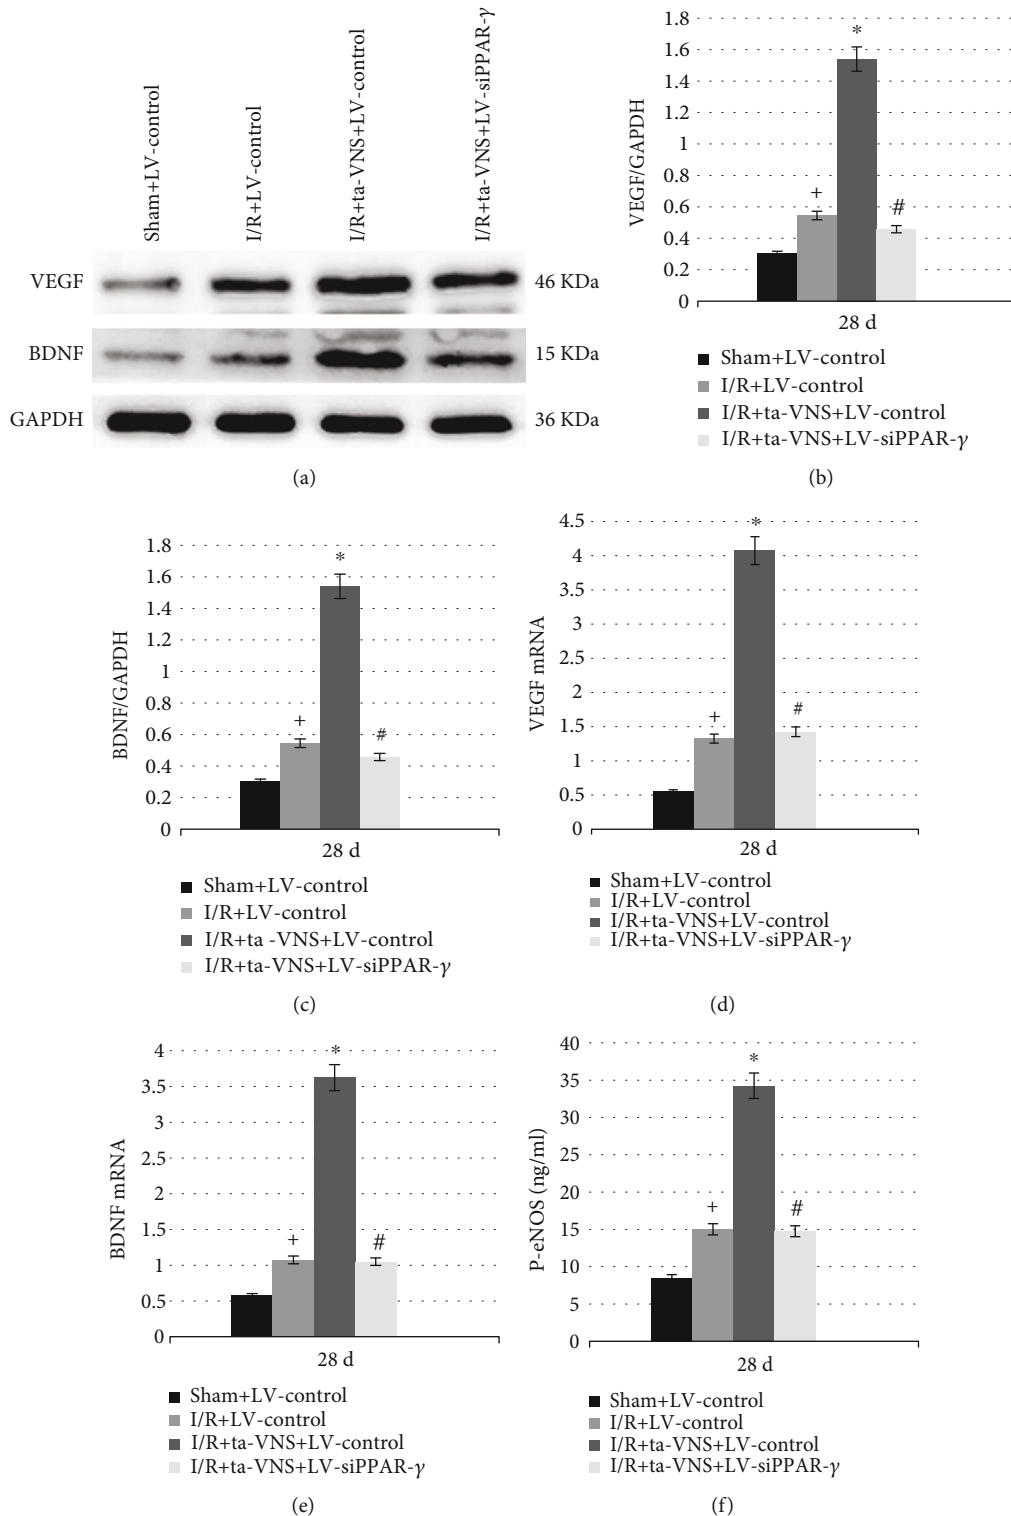 Sham+LV-control
I/R+LV-control
I/R+ta-VNS+LV-control
I/R+ta-VNS+LV-siPPAR-γ
VEGF
46 KDa
BDNF
15 KDa
GAPDH
36 KDa
(a)
VEGF/GAPDH
1.8
1.6
1.4
1.2
1
0.8
0.6
0.4
0.2
0
+
*
#
28 d
Sham+LV-control
I/R+LV-control
I/R+ta-VNS+LV-control
I/R+ta-VNS+LV-siPPAR-γ
(b)
BDNF/GAPDH
1.8
1.6
1.4
1.2
1
0.8
0.6
0.4
0.2
0
+
*
#
28 d
Sham+LV-control
I/R+LV-control
I/R+ta -VNS+LV-control
I/R+ta-VNS+LV-siPPAR-γ
(c)
VEGF mRNA
4.5
4
3.5
3
2.5
2
1.5
1
0.5
0
+
*
#
28 d
Sham+LV-control
I/R+LV-control
I/R+ta-VNS+LV-control
I/R+ta-VNS+LV-siPPAR-γ
(d)
BDNF mRNA
4
3.5
3
2.5
2
1.5
1
0.5
0
+
*
#
28 d
Sham+LV-control
I/R+LV-control
I/R+ta-VNS+LV-control
I/R+ta-VNS+LV-siPPAR-γ
(e)
P-eNOS (ng/ml)
40
35
30
25
20
15
10
5
0
+
*
#
28 d
Sham+LV-control
I/R+LV-control
I/R+ta-VNS+LV-control
I/R+ta-VNS+LV-siPPAR-γ
(f)